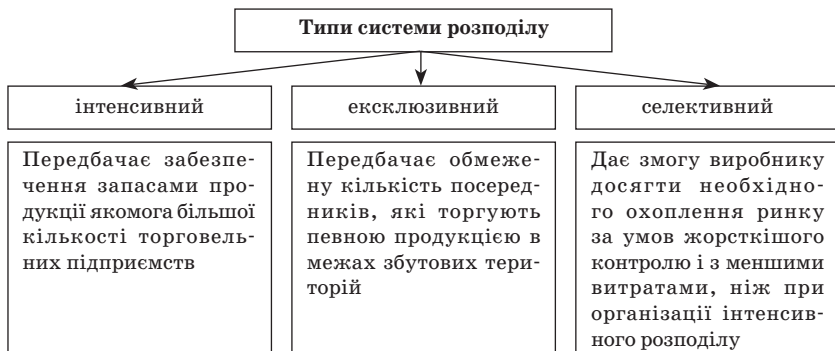 Типи системи розподілу
інтенсивний
ексклюзивний
селективний
Передбачає забезпе-
чення запасами про-
дукції якомога більшої
кількості торговель-
них підприємств
Передбачає обмеже-
ну кількість посеред-
ників, які торгують
певною продукцією в
межах збутових тери-
торій
Дає змогу виробнику
досягти необхідно-
го охоплення ринку
за умов жорсткішого
контролю і з меншими
витратами, ніж при
організації інтенсив-
ного розподілу